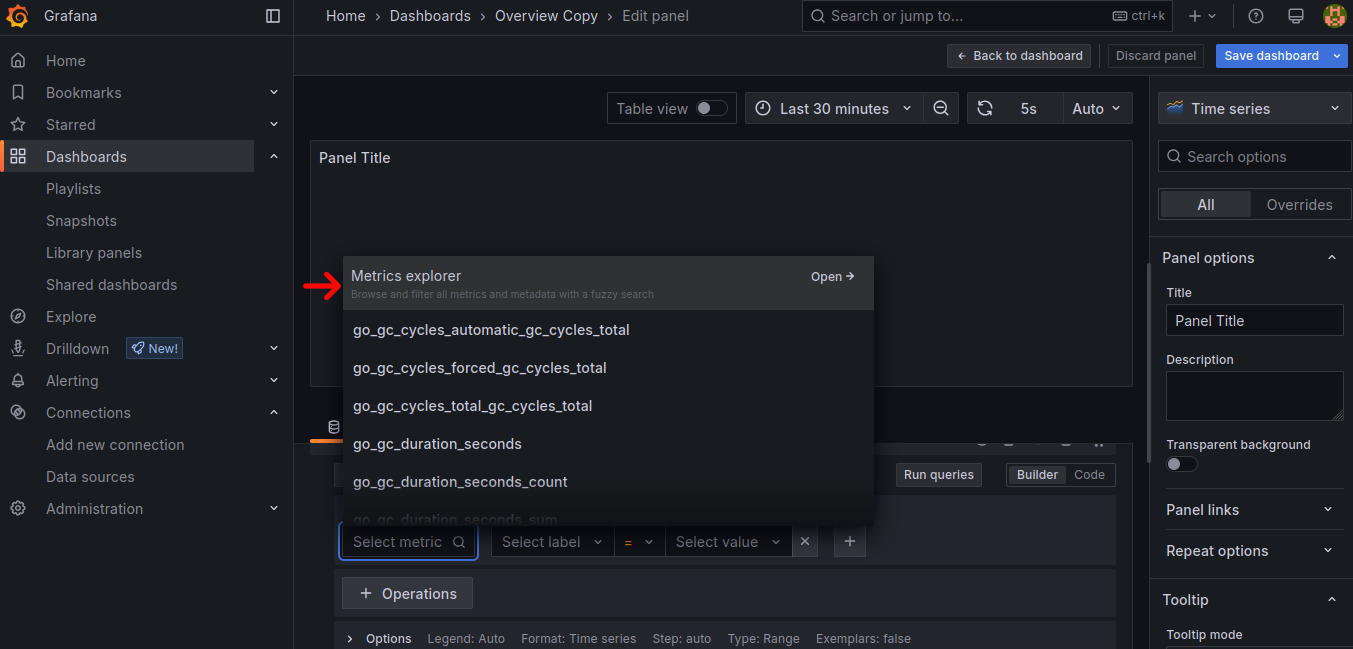 Grafana
Home › Dashboards › Overview Copy › Edit panel
Search or jump to...
ctrl+k
Back to dashboard
Discard panel
Save dashboard
Home
Bookmarks
Starred
Dashboards
Playlists
Snapshots
Library panels
Shared dashboards
Explore
Drilldown
New!
Alerting
Connections
Add new connection
Data sources
Administration
Table view
Last 30 minutes
5s
Auto
Panel Title
Metrics explorer
Open
Browse and filter all metrics and metadata with a fuzzy search
go_gc_cycles_automatic_gc_cycles_total
go_gc_cycles_forced_gc_cycles_total
go_gc_cycles_total_gc_cycles_total
go_gc_duration_seconds
go_gc_duration_seconds_count
go_gc_duration_seconds_sum
Run queries
Builder
Code
Select metric
Select label
=
Select value
Operations
Options Legend: Auto Format: Time series Step: auto Type: Range Exemplars: false
Time series
Search options
All
Overrides
Panel options
Title
Panel Title
Description
Transparent background
Panel links
Repeat options
Tooltip
Tooltip mode